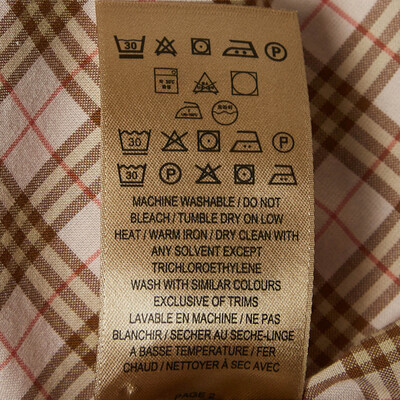 30 P
30
30 P
MACHINE WASHABLE / DO NOT
BLEACH / TUMBLE DRY ON LOW
HEAT / WARM IRON / DRY CLEAN WITH
ANY SOLVENT EXCEPT
TRICHLOROETHYLENE
WASH WITH SIMILAR COLOURS
EXCLUSIVE OF TRIMS
LAVABLE EN MACHINE / NE PAS
BLANCHIR / SECHER AU SECHE-LINGE
A BASSE TEMPERATURE / FER
CHAUD / NETTOYER À SEC AVEC